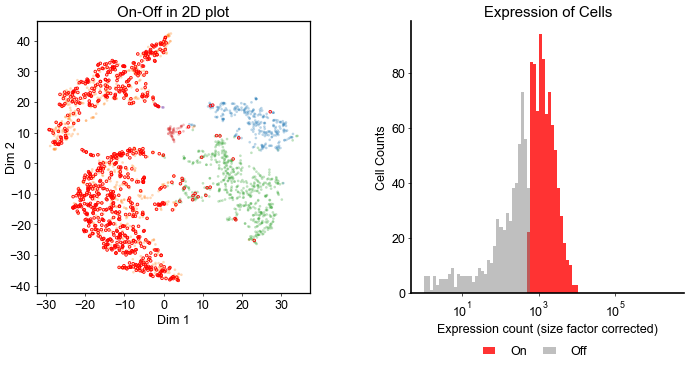 On-Off in 2D plot
Dim 2
40
30
20
10
0
−10
−20
−30
−40
−30 −20 −10 0 10 20 30
Dim 1
Expression of Cells
Cell Counts
80
60
40
20
0
10^1 10^3 10^5
Expression count (size factor corrected)
On Off